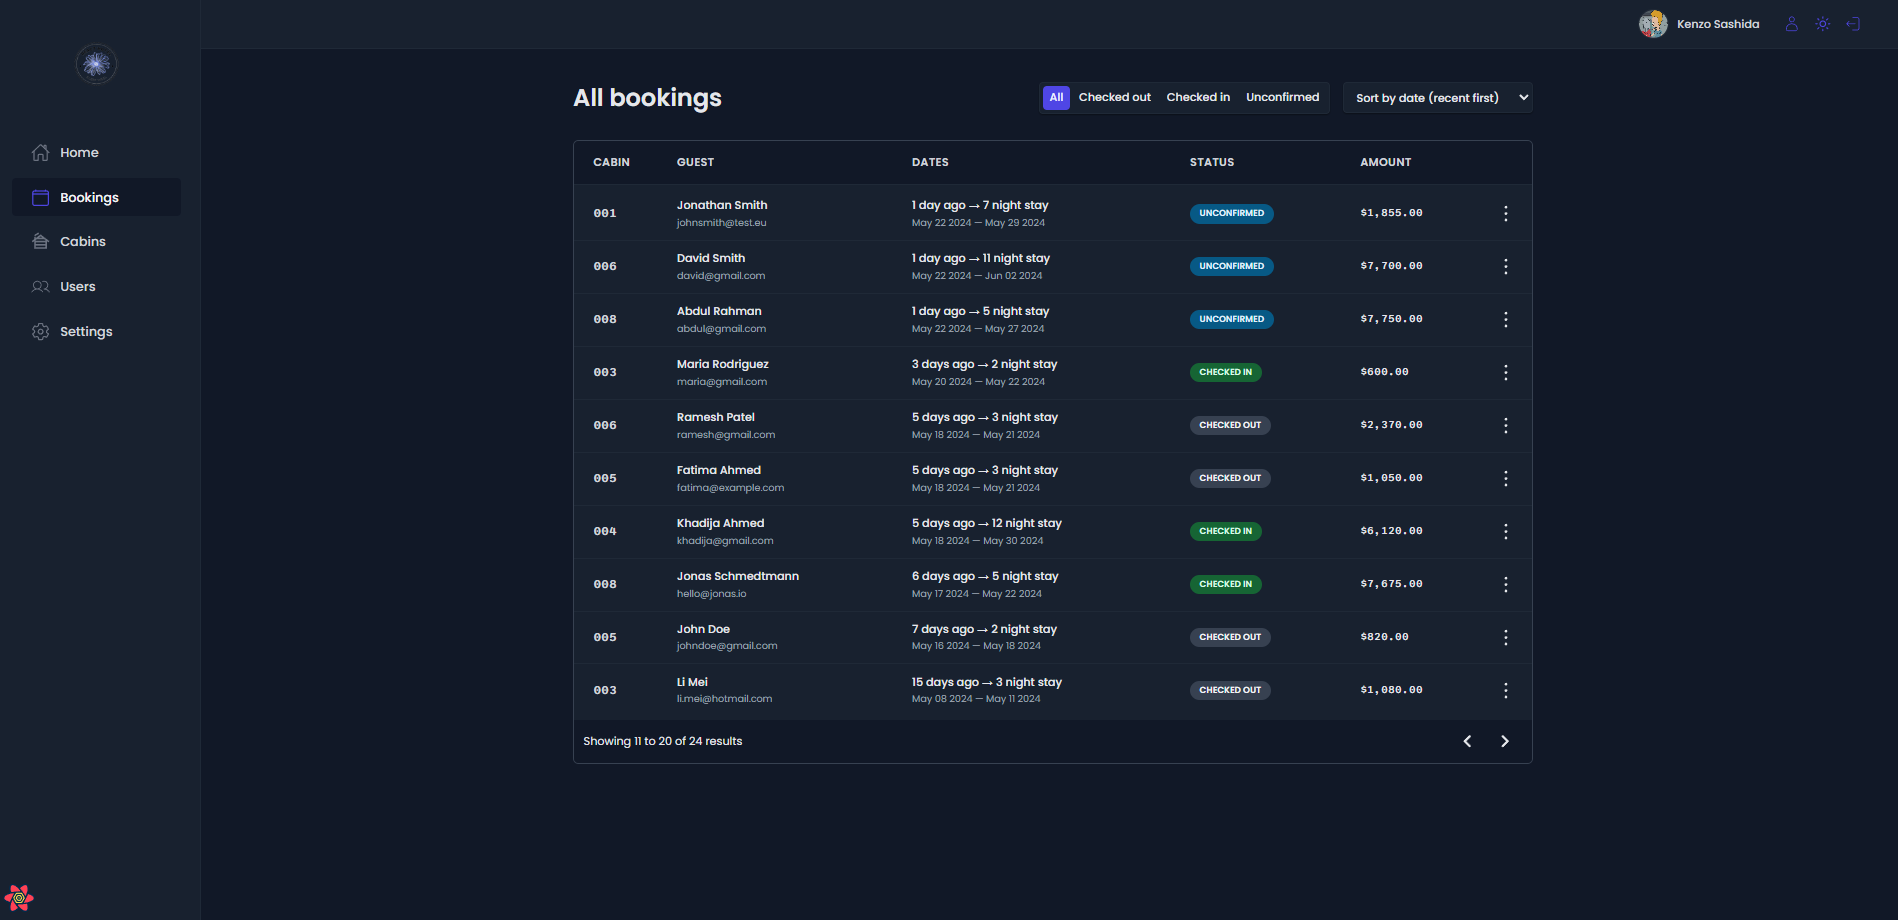 Kenzo Sashida
Home
Bookings
Cabins
Users
Settings
All bookings
All Checked out Checked in Unconfirmed
Sort by date (recent first)
CABIN GUEST DATES STATUS AMOUNT
001 Jonathan Smith 1 day ago → 7 night stay UNCONFIRMED $1,855.00
johnsmith@test.eu May 22 2024 — May 29 2024
006 David Smith 1 day ago → 11 night stay UNCONFIRMED $7,700.00
david@gmail.com May 22 2024 — Jun 02 2024
008 Abdul Rahman 1 day ago → 5 night stay UNCONFIRMED $7,750.00
abdul@gmail.com May 22 2024 — May 27 2024
003 Maria Rodriguez 3 days ago → 2 night stay CHECKED IN $600.00
maria@gmail.com May 20 2024 — May 22 2024
006 Ramesh Patel 5 days ago → 3 night stay CHECKED OUT $2,370.00
ramesh@gmail.com May 18 2024 — May 21 2024
005 Fatima Ahmed 5 days ago → 3 night stay CHECKED OUT $1,050.00
fatima@example.com May 18 2024 — May 21 2024
004 Khadija Ahmed 5 days ago → 12 night stay CHECKED IN $6,120.00
khadija@gmail.com May 18 2024 — May 30 2024
008 Jonas Schmedtmann 6 days ago → 5 night stay CHECKED IN $7,675.00
hello@jonas.io May 17 2024 — May 22 2024
005 John Doe 7 days ago → 2 night stay CHECKED OUT $820.00
johndoe@gmail.com May 16 2024 — May 18 2024
003 Li Mei 15 days ago → 3 night stay CHECKED OUT $1,080.00
li.mei@hotmail.com May 08 2024 — May 11 2024
Showing 11 to 20 of 24 results